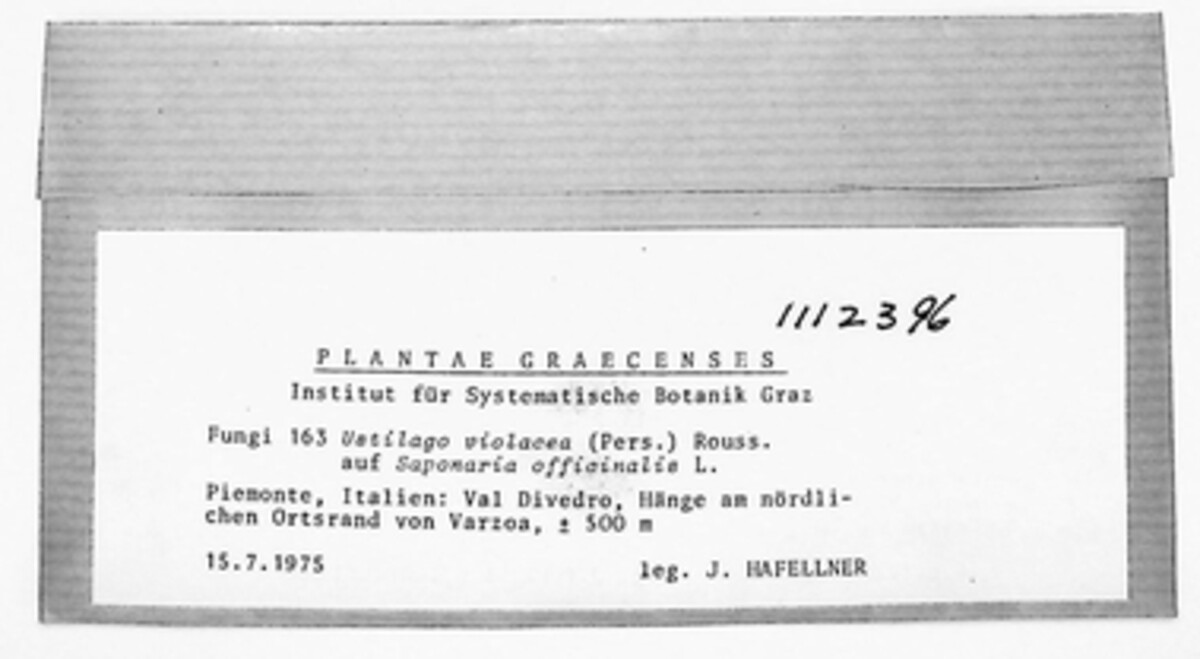 1112396
PLANTAE GRAECENSES
Institut für Systematische Botanik Graz
Fungi 163 Ustilago violacea (Pers.) Rouss.
auf Saponaria officinalis L.
Piemonte, Italien: Val Divedro, Hänge am nördli-
chen Ortsrand von Varzoa, ± 500 m
15.7.1975 leg. J. HAFELLNER